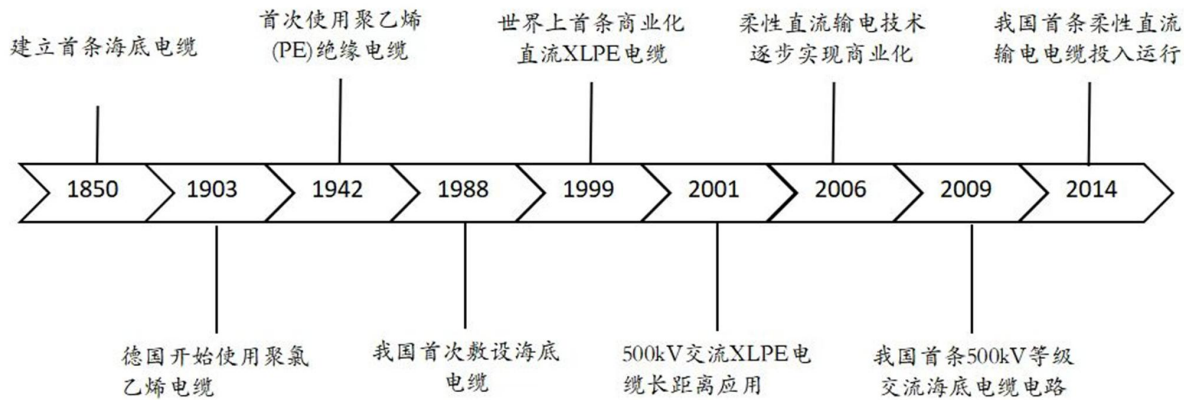 建立首条海底电缆
首次使用聚乙烯
(PE)绝缘电缆
世界上首条商业化
直流XLPE电缆
柔性直流输电技术
逐步实现商业化
我国首条柔性直流
输电电缆投入运行
1850
1903
1942
1988
1999
2001
2006
2009
2014
德国开始使用聚氯
乙烯电缆
我国首次敷设海底
电缆
500kV交流XLPE电
缆长距离应用
我国首条500kV等级
交流海底电缆电路